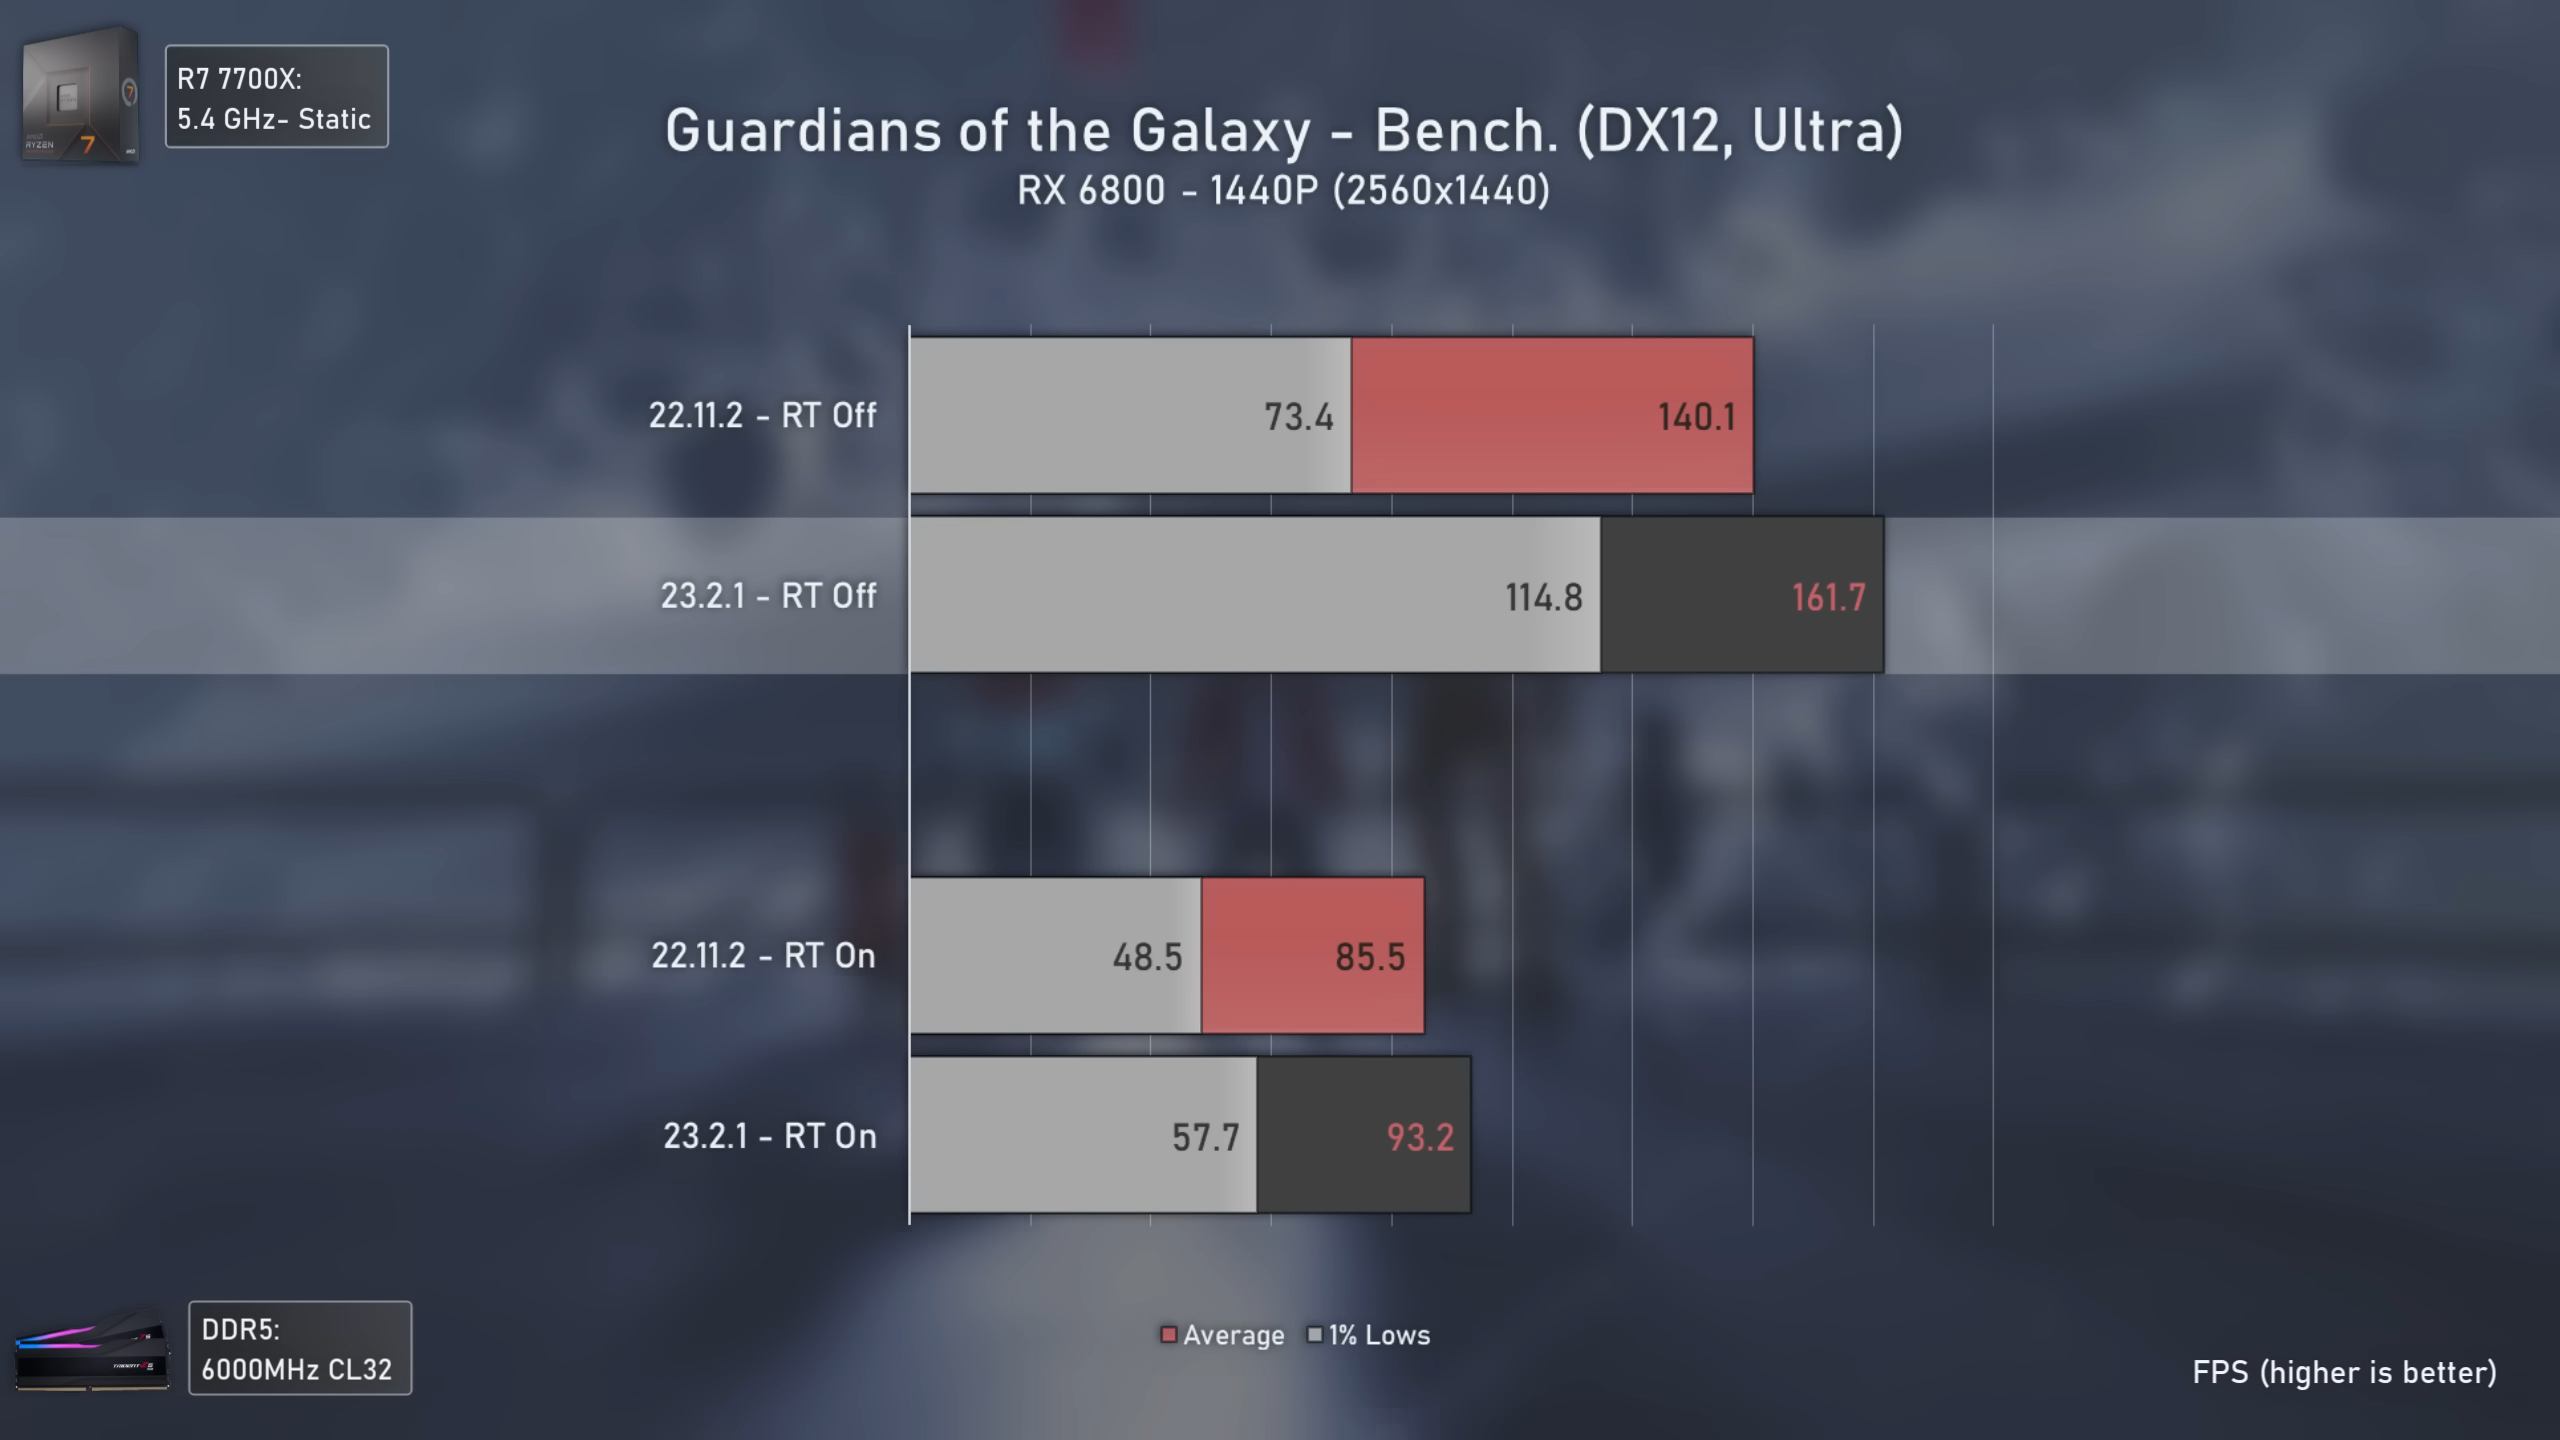 R7 7700X:
5.4 GHz- Static
RYZEN
7
7
Guardians of the Galaxy - Bench. (DX12, Ultra)
RX 6800 - 1440P (2560x1440)
22.11.2 - RT Off
73.4
140.1
23.2.1 - RT Off
114.8
161.7
22.11.2 - RT On
48.5
85.5
23.2.1 - RT On
57.7
93.2
Average
1% Lows
DDR5:
6000MHz CL32
FPS (higher is better)